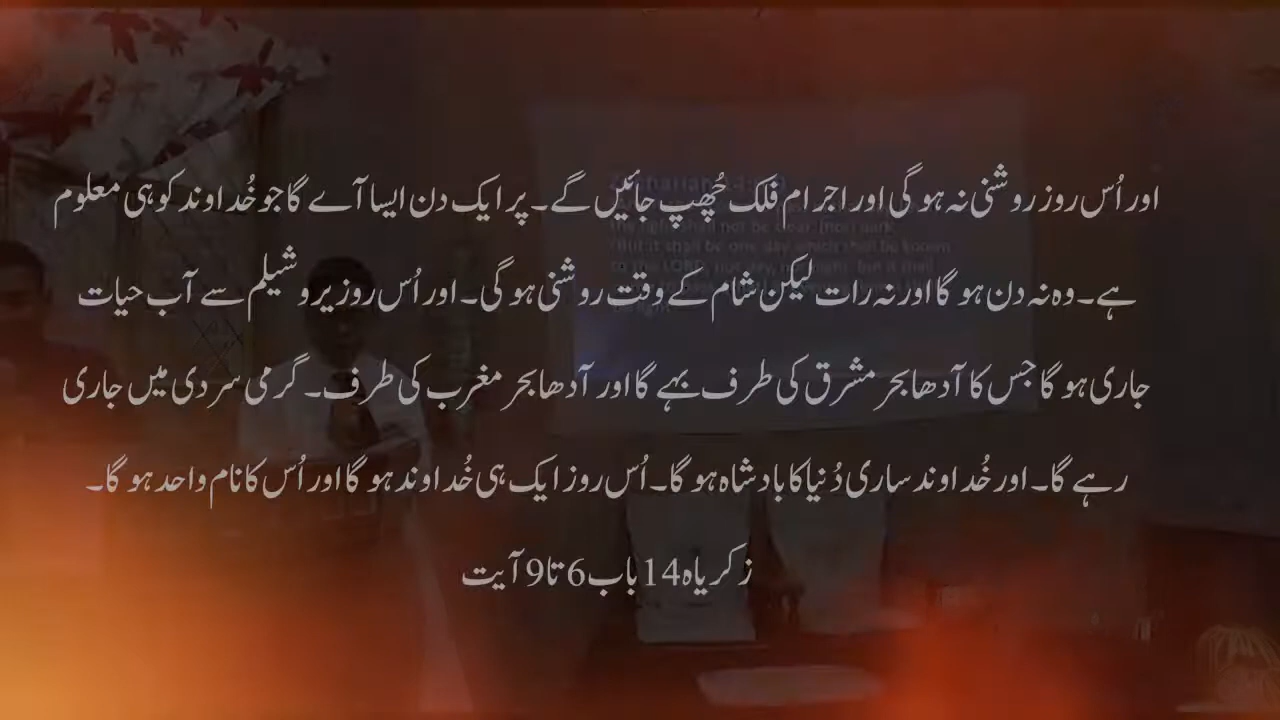 اور اُس روز روشنی نہ ہو گی اور اجرام فلک چُھپ جائیں گے۔ پر ایک دن ایسا آے گا جو خُداوند کو ہی معلوم
ہے۔ وہ نہ دن ہو گا اور نہ رات لیکن شام کے وقت روشنی ہو گی۔ اور اُس روز یروشیلم سے آب حیات
جاری ہو گا جس کا آدھا بحر مشرق کی طرف بہے گا اور آدھا بحر مغرب کی طرف۔ گرمی سردی میں جاری
رہے گا۔ اور خُداوند ساری دُنیا کا بادشاہ ہو گا۔ اُس روز ایک ہی خُداوند ہو گا اور اُس کا نام واحد ہو گا۔
زکریاہ 14 باب 6 تا 9 آیت